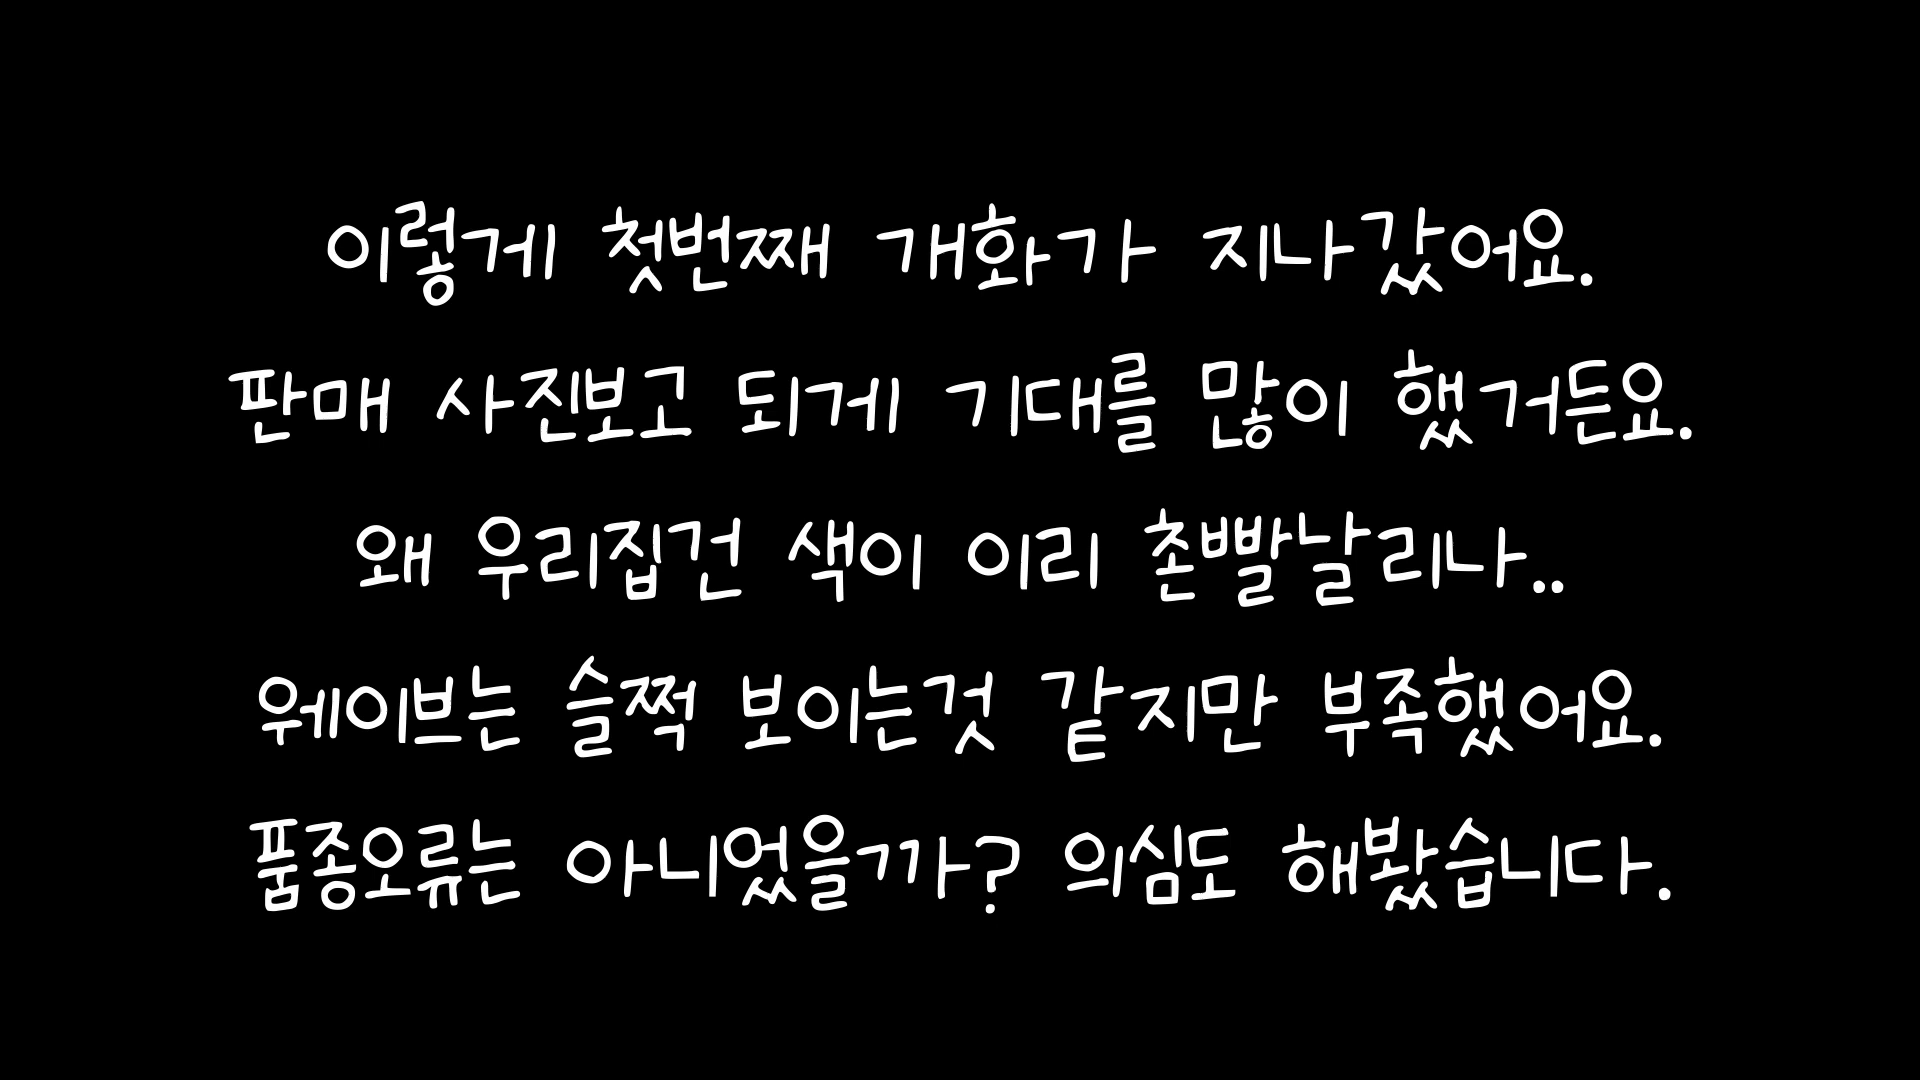 이렇게 첫번째 개화가 지나갔어요.
판매 사진보고 되게 기대를 많이 했거든요.
왜 우리집건 색이 이리 촌빨날리나..
웨이브는 슬쩍 보이는것 같지만 부족했어요.
품종오류는 아니었을까? 의심도 해봤습니다.